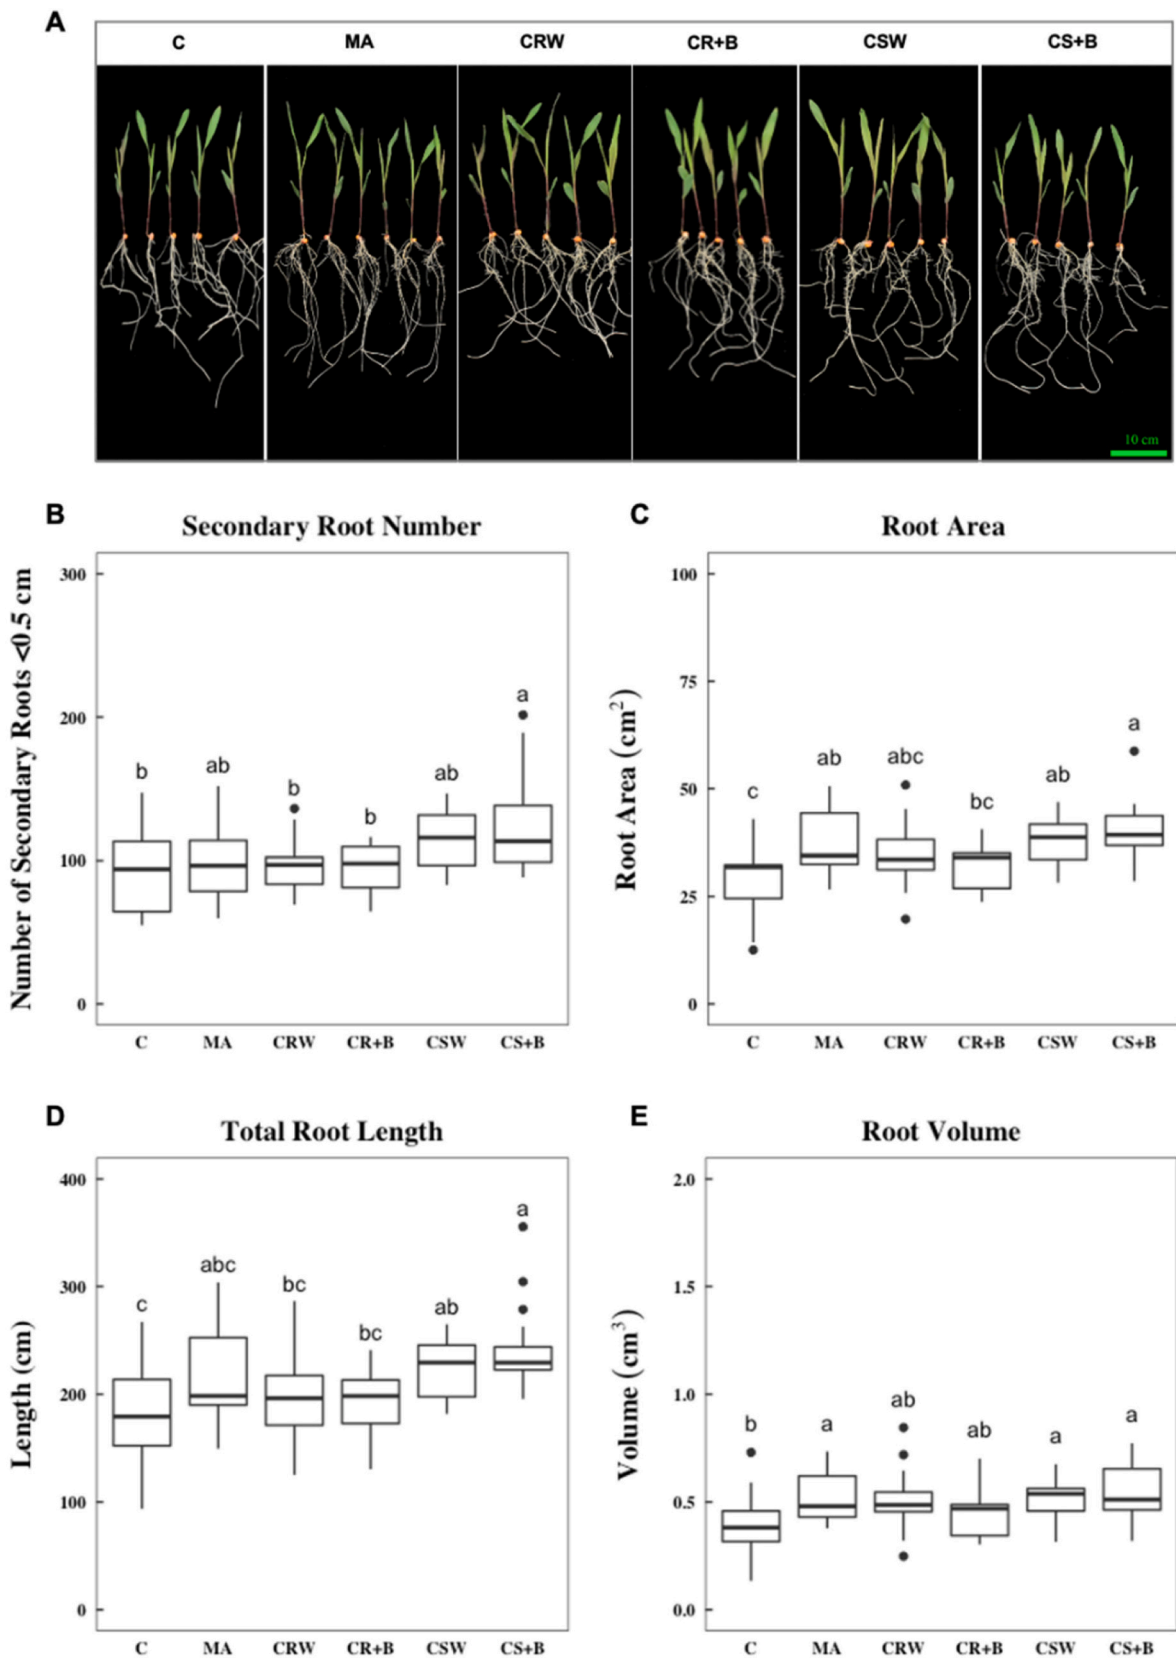 A
C MA CRW CR+B CSW CS+B
10 cm
B
Secondary Root Number
Number of Secondary Roots <0.5 cm
300
200
100
0
b ab b b ab a
C MA CRW CR+B CSW CS+B
C
Root Area
Root Area (cm²)
100
75
50
25
0
c ab abc bc ab a
C MA CRW CR+B CSW CS+B
D
Total Root Length
Length (cm)
400
300
200
100
0
c abc bc bc ab a
C MA CRW CR+B CSW CS+B
E
Root Volume
Volume (cm³)
2.0
1.5
1.0
0.5
0.0
b a ab ab a a
C MA CRW CR+B CSW CS+B